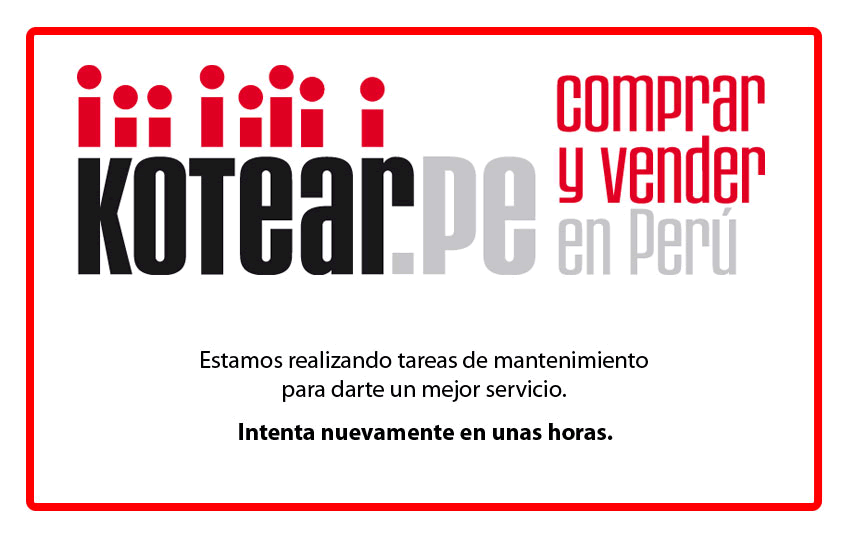 kotear.pe
comprar
y vender
en Perú
Estamos realizando tareas de mantenimiento
para darte un mejor servicio.
Intenta nuevamente en unas horas.